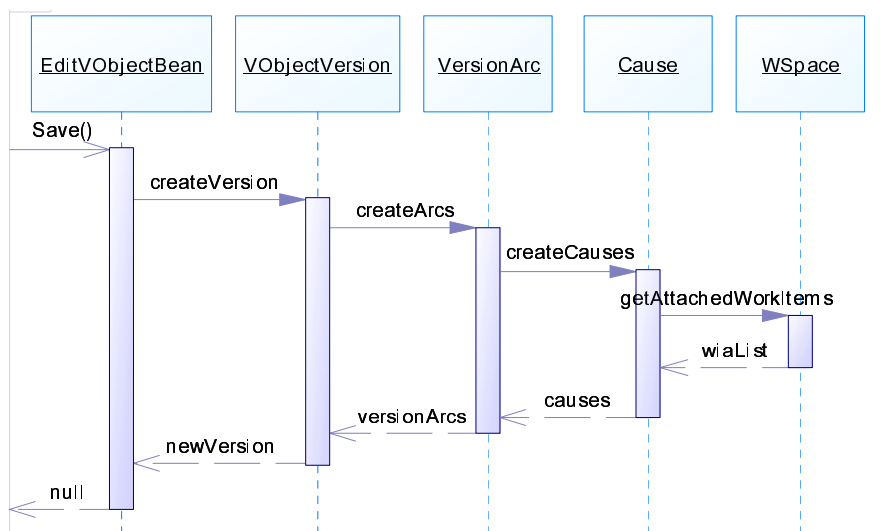 EditVObjectBean
VObjectVersion
VersionArc
Cause
WSpace
Save()
createVersion
createArcs
createCauses
getAttachedWorkItems
wiaList
causes
versionArcs
newVersion
null